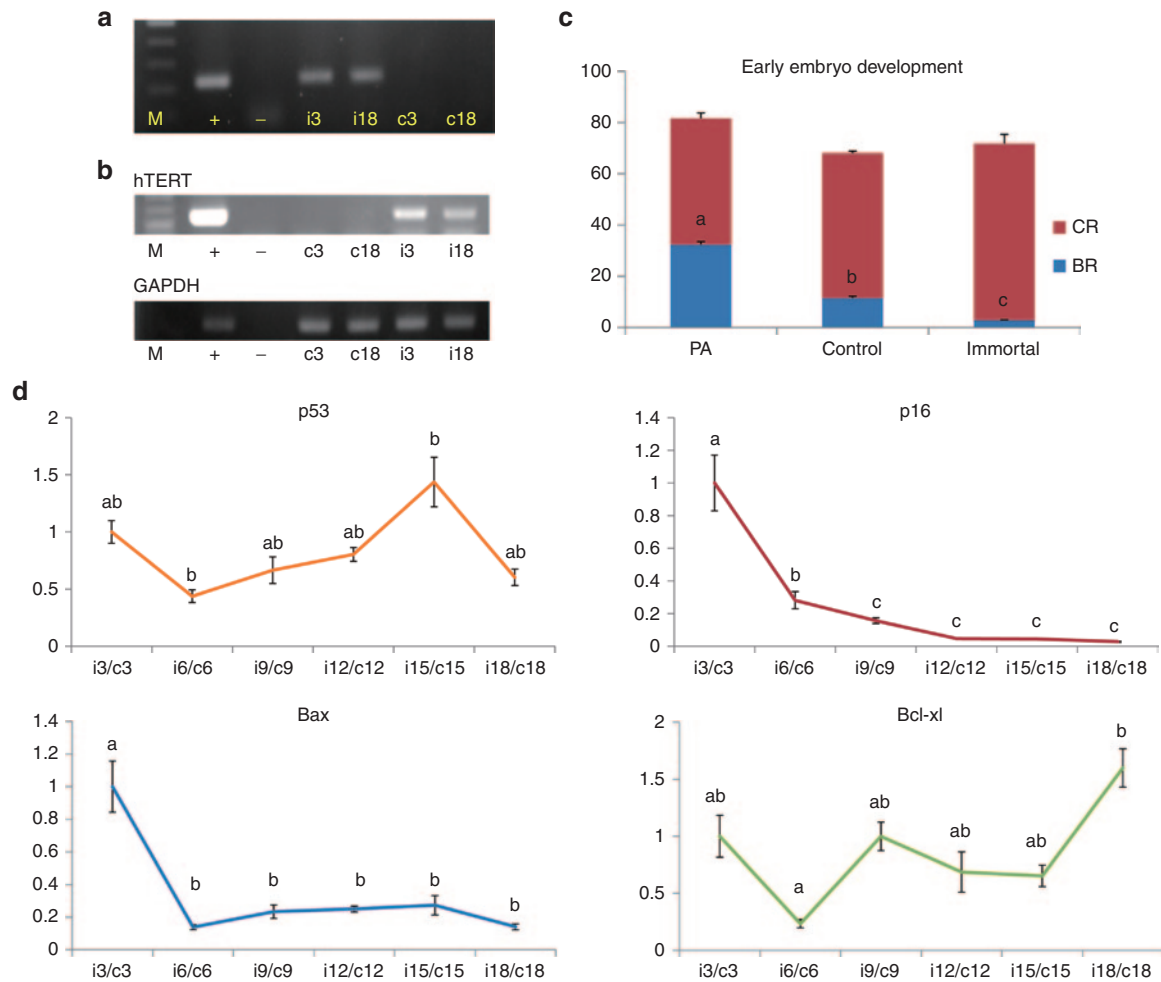 a
M + – i3 i18 c3 c18
b
hTERT
M + – c3 c18 i3 i18
GAPDH
M + – c3 c18 i3 i18
c
Early embryo development
100
80
60
40
20
0
a
b
c
PA Control Immortal
CR
BR
d
p53
2
1.5
1
0.5
0
ab b ab ab b ab
i3/c3 i6/c6 i9/c9 i12/c12 i15/c15 i18/c18
p16
1.4
1.2
1
0.8
0.6
0.4
0.2
0
a b c c c c
i3/c3 i6/c6 i9/c9 i12/c12 i15/c15 i18/c18
Bax
1.4
1.2
1
0.8
0.6
0.4
0.2
0
a b b b b b
i3/c3 i6/c6 i9/c9 i12/c12 i15/c15 i18/c18
Bcl-xl
2
1.5
1
0.5
0
ab a ab ab ab b
i3/c3 i6/c6 i9/c9 i12/c12 i15/c15 i18/c18